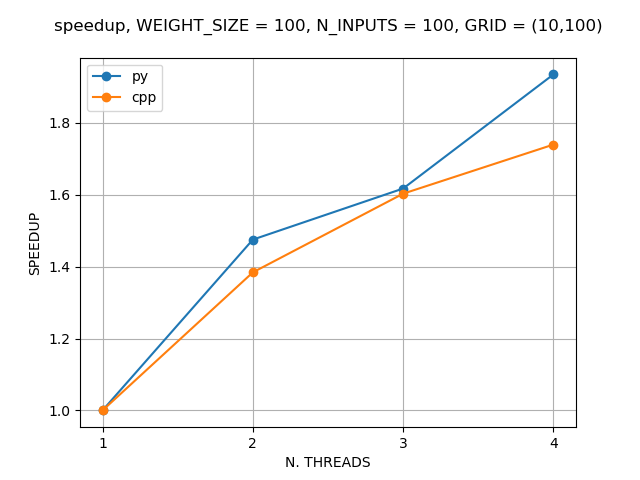 speedup, WEIGHT_SIZE = 100, N_INPUTS = 100, GRID = (10,100)
py
cpp
1.8
1.6
1.4
1.2
1.0
SPEEDUP
1 2 3 4
N. THREADS